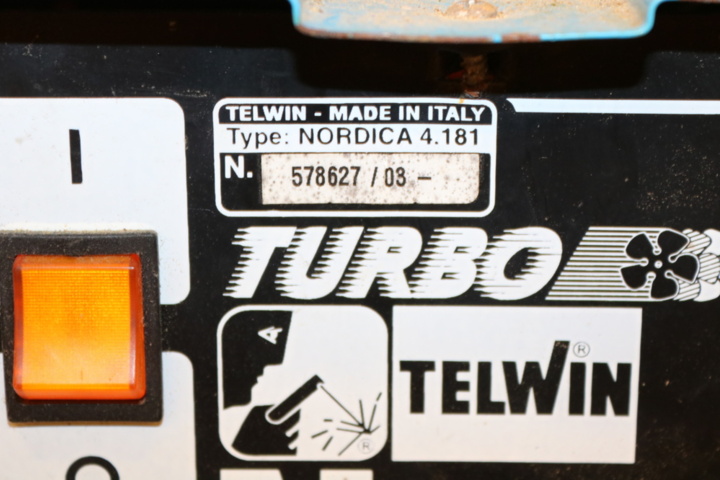 TELWIN - MADE IN ITALY
Type: NORDICA 4.181
N. 578627 / 03 -
I
TURBO
TELWIN®
®
O